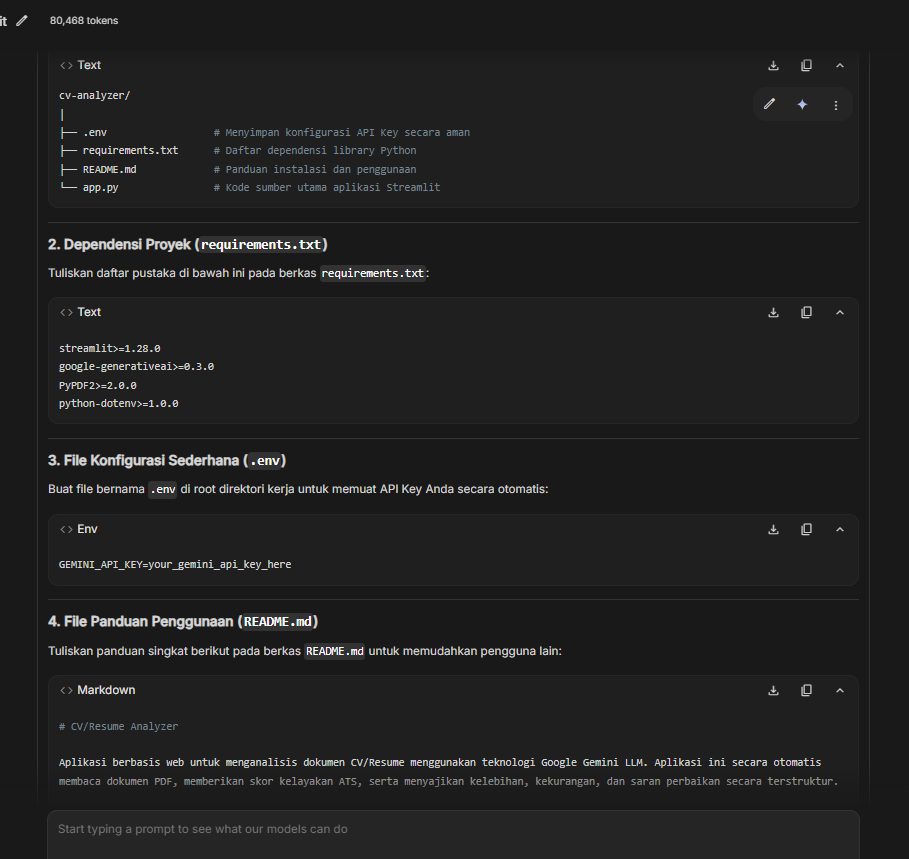 it 80,468 tokens
Text
cv-analyzer/
│
├── .env # Menyimpan konfigurasi API Key secara aman
├── requirements.txt # Daftar dependensi library Python
├── README.md # Panduan instalasi dan penggunaan
└── app.py # Kode sumber utama aplikasi Streamlit
2. Dependensi Proyek (requirements.txt)
Tuliskan daftar pustaka di bawah ini pada berkas requirements.txt:
Text
streamlit>=1.28.0
google-generativeai>=0.3.0
PyPDF2>=2.0.0
python-dotenv>=1.0.0
3. File Konfigurasi Sederhana (.env)
Buat file bernama .env di root direktori kerja untuk memuat API Key Anda secara otomatis:
Env
GEMINI_API_KEY=your_gemini_api_key_here
4. File Panduan Penggunaan (README.md)
Tuliskan panduan singkat berikut pada berkas README.md untuk memudahkan pengguna lain:
Markdown
# CV/Resume Analyzer
Aplikasi berbasis web untuk menganalisis dokumen CV/Resume menggunakan teknologi Google Gemini LLM. Aplikasi ini secara otomatis
membaca dokumen PDF, memberikan skor kelayakan ATS, serta menyajikan kelebihan, kekurangan, dan saran perbaikan secara terstruktur.
Start typing a prompt to see what our models can do